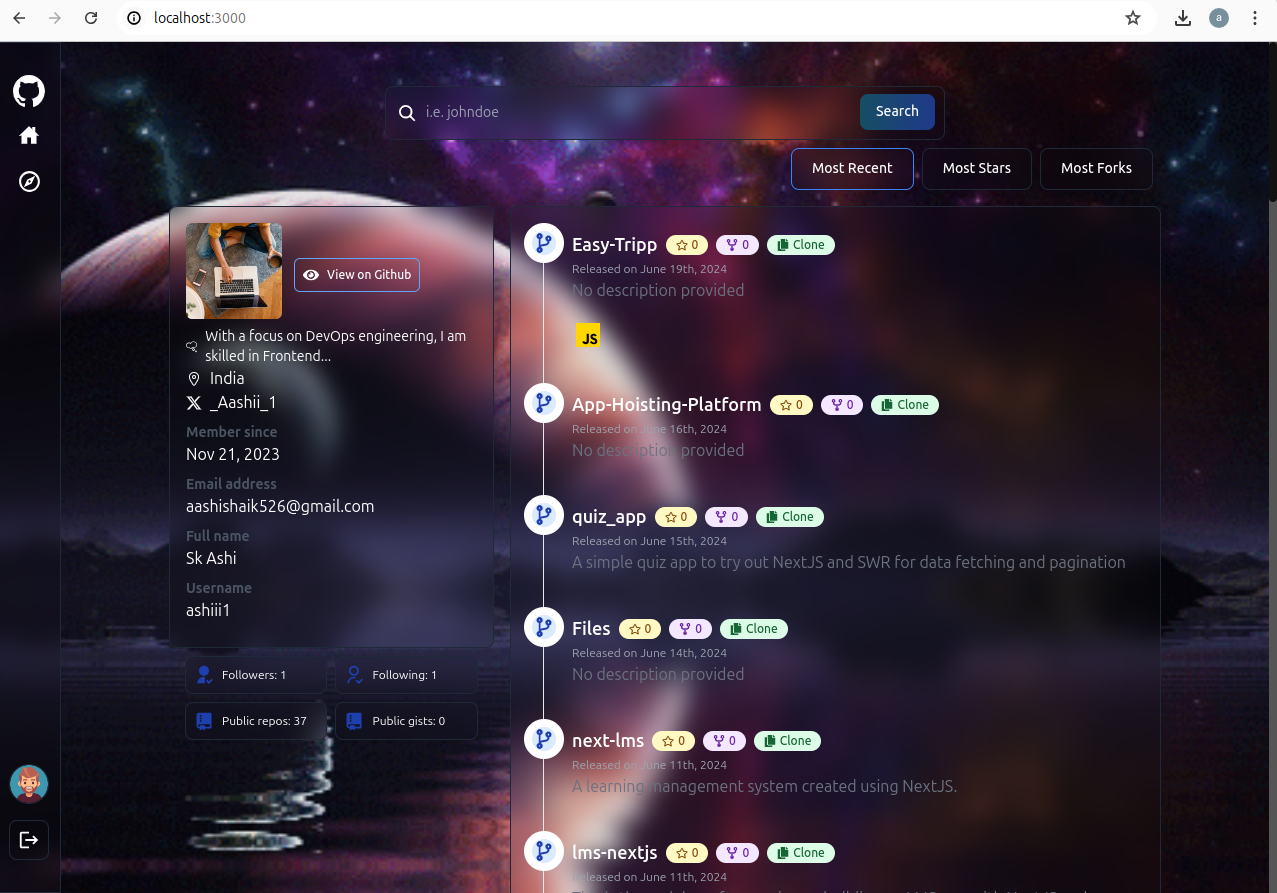 localhost:3000
a
i.e. johndoe
Search
Most Recent
Most Stars
Most Forks
View on Github
With a focus on DevOps engineering, I am
skilled in Frontend...
India
_Aashii_1
Member since
Nov 21, 2023
Email address
aashishaik526@gmail.com
Full name
Sk Ashi
Username
ashiii1
Followers: 1
Following: 1
Public repos: 37
Public gists: 0
Easy-Tripp 0 0 Clone
Released on June 19th, 2024
No description provided
JS
App-Hoisting-Platform 0 0 Clone
Released on June 16th, 2024
No description provided
quiz_app 0 0 Clone
Released on June 15th, 2024
A simple quiz app to try out NextJS and SWR for data fetching and pagination
Files 0 0 Clone
Released on June 14th, 2024
No description provided
next-lms 0 0 Clone
Released on June 11th, 2024
A learning management system created using NextJS.
lms-nextjs 0 0 Clone
Released on June 11th, 2024